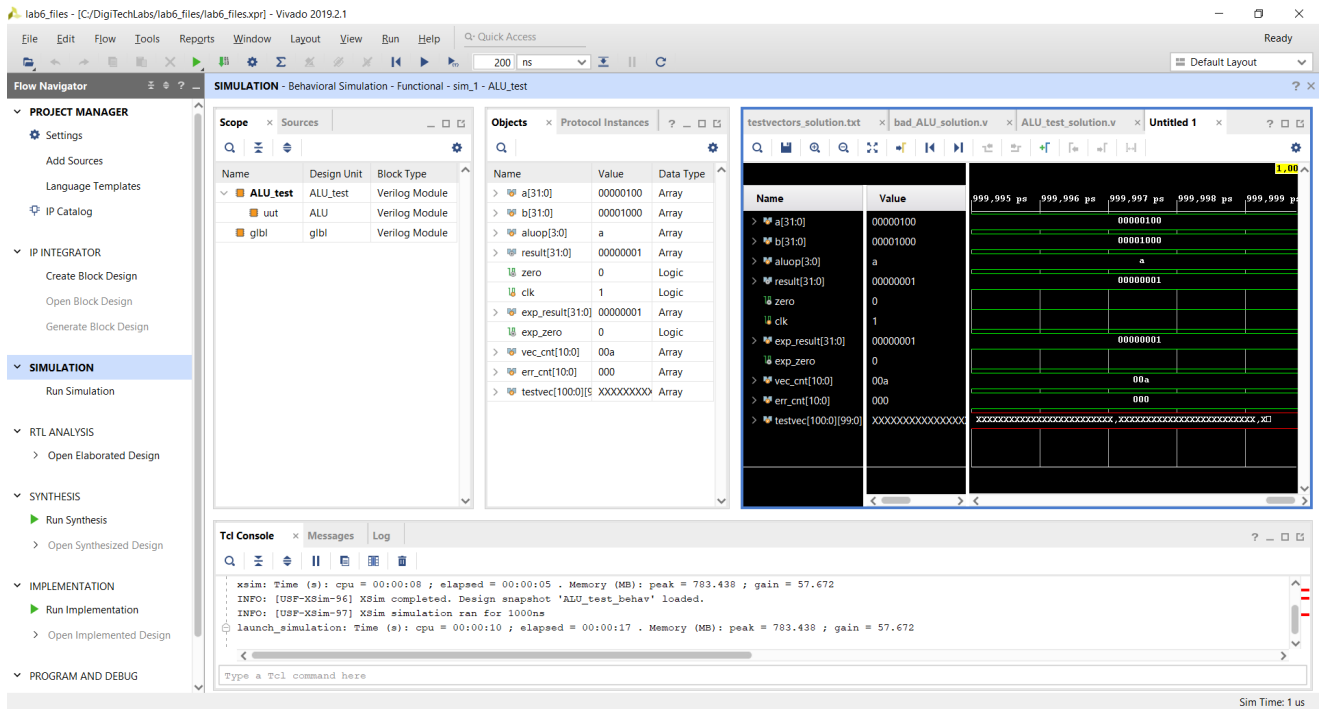 lab6_files - [C:/DigiTechLabs/lab6_files/lab6_files.xpr] - Vivado 2019.2.1
File Edit Flow Tools Reports Window Layout View Run Help Quick Access Ready
200 ns Default Layout
Flow Navigator ? SIMULATION - Behavioral Simulation - Functional - sim_1 - ALU_test ?
PROJECT MANAGER
Settings
Add Sources
Language Templates
IP Catalog
IP INTEGRATOR
Create Block Design
Open Block Design
Generate Block Design
SIMULATION
Run Simulation
RTL ANALYSIS
Open Elaborated Design
SYNTHESIS
Run Synthesis
Open Synthesized Design
IMPLEMENTATION
Run Implementation
Open Implemented Design
PROGRAM AND DEBUG
Scope Sources
Name Design Unit Block Type
ALU_test ALU_test Verilog Module
uut ALU Verilog Module
glbl glbl Verilog Module
Objects Protocol Instances ?
Name Value Data Type
a[31:0] 00000100 Array
b[31:0] 00001000 Array
aluop[3:0] a Array
result[31:0] 00000001 Array
zero 0 Logic
clk 1 Logic
exp_result[31:0] 00000001 Array
exp_zero 0 Logic
vec_cnt[10:0] 00a Array
err_cnt[10:0] 000 Array
testvec[100:0][9 XXXXXXXXX Array
testvectors_solution.txt bad_ALU_solution.v ALU_test_solution.v Untitled 1 ?
1,00
Name Value 999,995 ps 999,996 ps 999,997 ps 999,998 ps 999,999 p
a[31:0] 00000100 00000100
b[31:0] 00001000 00001000
aluop[3:0] a a
result[31:0] 00000001 00000001
zero 0
clk 1
exp_result[31:0] 00000001 00000001
exp_zero 0
vec_cnt[10:0] 00a 00a
err_cnt[10:0] 000 000
testvec[100:0][99:0]
Tcl Console Messages Log ?
xsim: Time (s): cpu = 00:00:08 ; elapsed = 00:00:05 . Memory (MB): peak = 783.438 ; gain = 57.672
INFO: [USF-XSim-96] XSim completed. Design snapshot 'ALU_test_behav' loaded.
INFO: [USF-XSim-97] XSim simulation ran for 1000ns
launch_simulation: Time (s): cpu = 00:00:10 ; elapsed = 00:00:17 . Memory (MB): peak = 783.438 ; gain = 57.672
Type a Tcl command here
Sim Time: 1 us